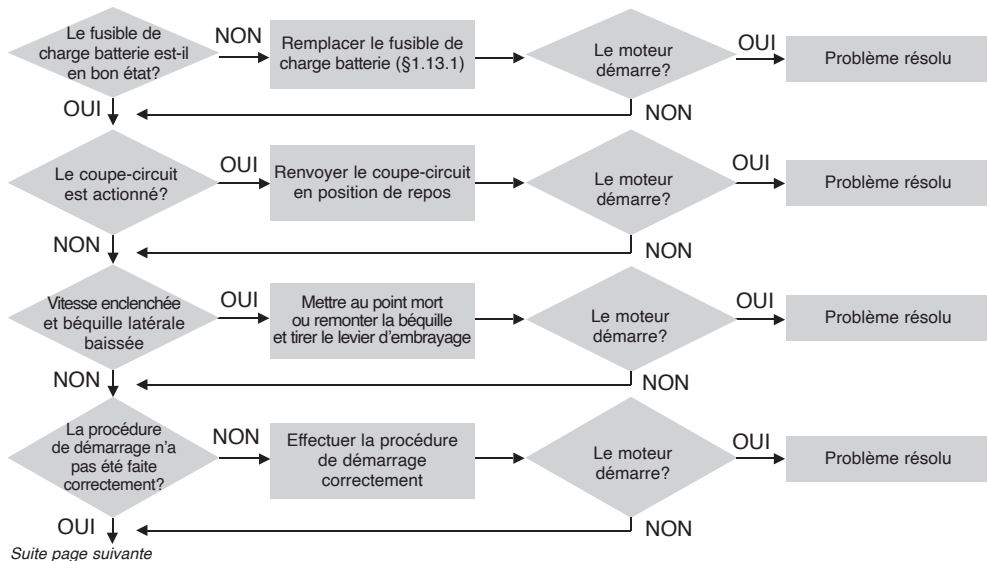 Le fusible de
charge batterie est-il
en bon état?
NON
Remplacer le fusible de
charge batterie (§1.13.1)
Le moteur
démarre?
OUI
Problème résolu
OUI
NON
Le coupe-circuit
est actionné?
OUI
Renvoyer le coupe-circuit
en position de repos
Le moteur
démarre?
OUI
Problème résolu
NON
NON
Vitesse enclenchée
et béquille latérale
baissée
OUI
Mettre au point mort
ou remonter la béquille
et tirer le levier d'embrayage
Le moteur
démarre?
OUI
Problème résolu
NON
NON
La procédure
de démarrage n'a
pas été faite
correctement?
NON
Effectuer la procédure
de démarrage
correctement
Le moteur
démarre?
OUI
Problème résolu
OUI
NON
Suite page suivante